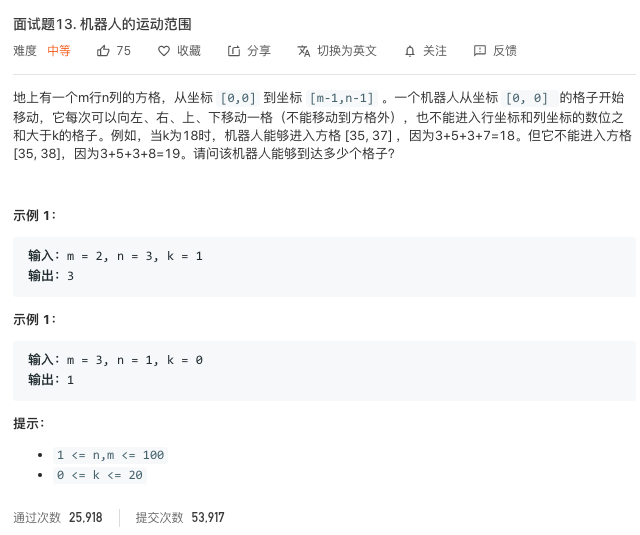 面试题13. 机器人的运动范围
难度 中等 75 收藏 分享 切换为英文 关注 反馈
地上有一个m行n列的方格，从坐标 [0,0] 到坐标 [m-1,n-1] 。一个机器人从坐标 [0, 0] 的格子开始
移动，它每次可以向左、右、上、下移动一格（不能移动到方格外），也不能进入行坐标和列坐标的数位之
和大于k的格子。例如，当k为18时，机器人能够进入方格 [35, 37] ，因为3+5+3+7=18。但它不能进入方格
[35, 38]，因为3+5+3+8=19。请问该机器人能够到达多少个格子？
示例 1：
输入：m = 2, n = 3, k = 1
输出：3
示例 1：
输入：m = 3, n = 1, k = 0
输出：1
提示：
• 1 <= n,m <= 100
• 0 <= k <= 20
通过次数 25,918 提交次数 53,917